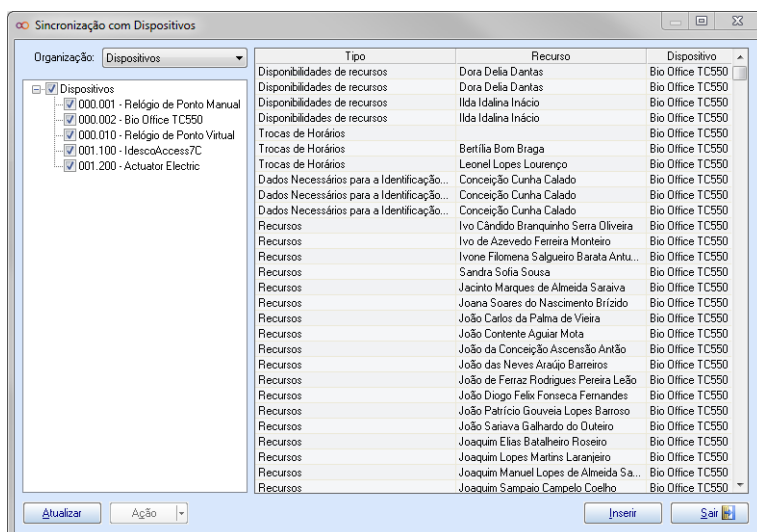 Sincronização com Dispositivos
Organização: Dispositivos
Dispositivos
000.001 - Relógio de Ponto Manual
000.002 - Bio Office TC550
000.010 - Relógio de Ponto Virtual
001.100 - IdescoAccess7C
001.200 - Actuator Electric
Tipo Recurso Dispositivo
Disponibilidades de recursos Dora Delia Dantas Bio Office TC550
Disponibilidades de recursos Dora Delia Dantas Bio Office TC550
Disponibilidades de recursos Ilda Idalina Inácio Bio Office TC550
Disponibilidades de recursos Ilda Idalina Inácio Bio Office TC550
Trocas de Horários Bio Office TC550
Trocas de Horários Bertília Bom Braga Bio Office TC550
Trocas de Horários Leonel Lopes Lourenço Bio Office TC550
Dados Necessários para a Identificação... Conceição Cunha Calado Bio Office TC550
Dados Necessários para a Identificação... Conceição Cunha Calado Bio Office TC550
Dados Necessários para a Identificação... Conceição Cunha Calado Bio Office TC550
Recursos Ivo Cândido Branquinho Serra Oliveira Bio Office TC550
Recursos Ivo de Azevedo Ferreira Monteiro Bio Office TC550
Recursos Ivone Filomena Salgueiro Barata Antu... Bio Office TC550
Recursos Sandra Sofia Sousa Bio Office TC550
Recursos Jacinto Marques de Almeida Saraiva Bio Office TC550
Recursos Joana Soares do Nascimento Brízido Bio Office TC550
Recursos João Carlos da Palma de Vieira Bio Office TC550
Recursos João Contente Aguiar Mota Bio Office TC550
Recursos João da Conceição Ascensão Antão Bio Office TC550
Recursos João das Neves Araújo Barreiros Bio Office TC550
Recursos João de Ferraz Rodrigues Pereira Leão Bio Office TC550
Recursos João Diogo Felix Fonseca Fernandes Bio Office TC550
Recursos João Patrício Gouveia Lopes Barroso Bio Office TC550
Recursos João Sariava Galhardo do Outeiro Bio Office TC550
Recursos Joaquim Elias Batalheiro Roseiro Bio Office TC550
Recursos Joaquim Lopes Martins Laranjeiro Bio Office TC550
Recursos Joaquim Manuel Lopes de Almeida Sa... Bio Office TC550
Recursos Joaquim Sampaio Campelo Coelho Bio Office TC550
Atualizar Ação Inserir Sair